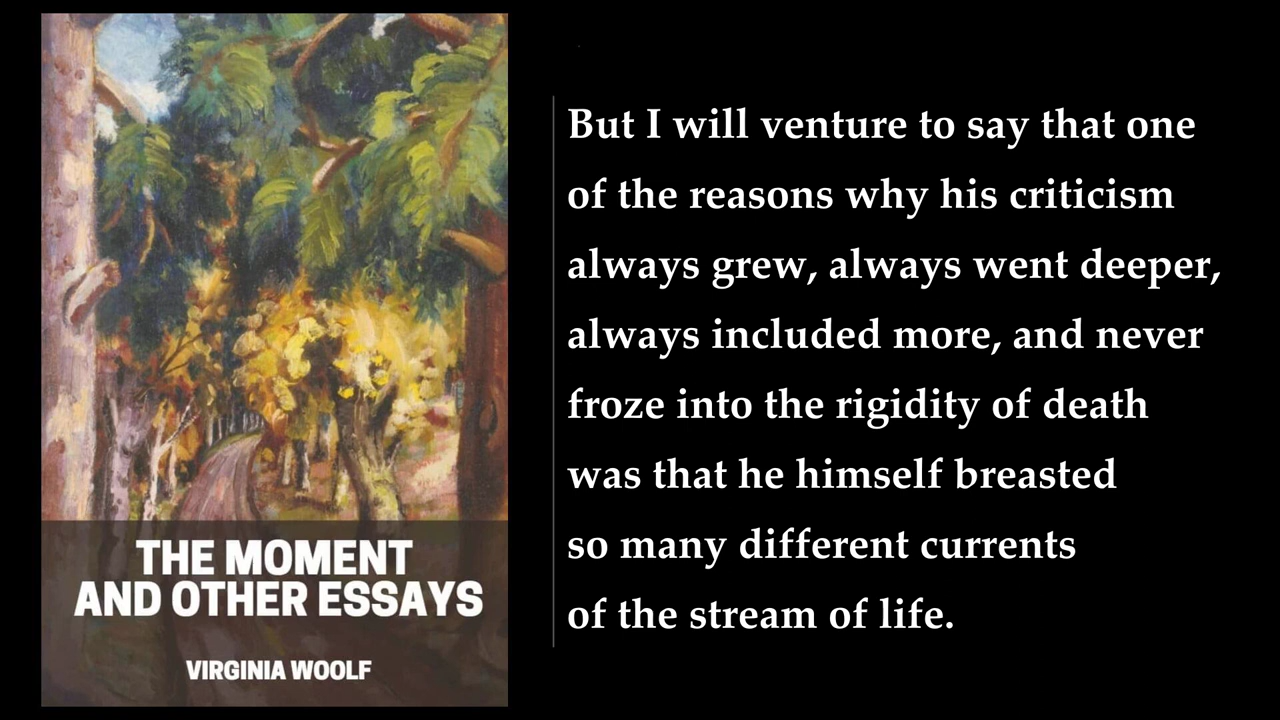 THE MOMENT
AND OTHER ESSAYS
VIRGINIA WOOLF
But I will venture to say that one
of the reasons why his criticism
always grew, always went deeper,
always included more, and never
froze into the rigidity of death
was that he himself breasted
so many different currents
of the stream of life.